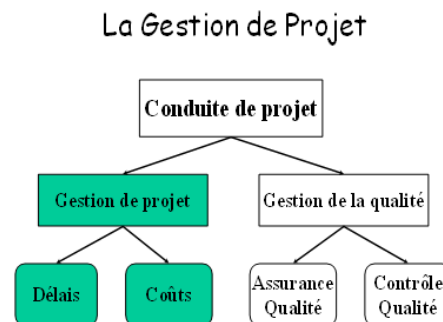 La Gestion de Projet
Conduite de projet
Gestion de projet
Gestion de la qualité
Délais
Coûts
Assurance
Qualité
Contrôle
Qualité